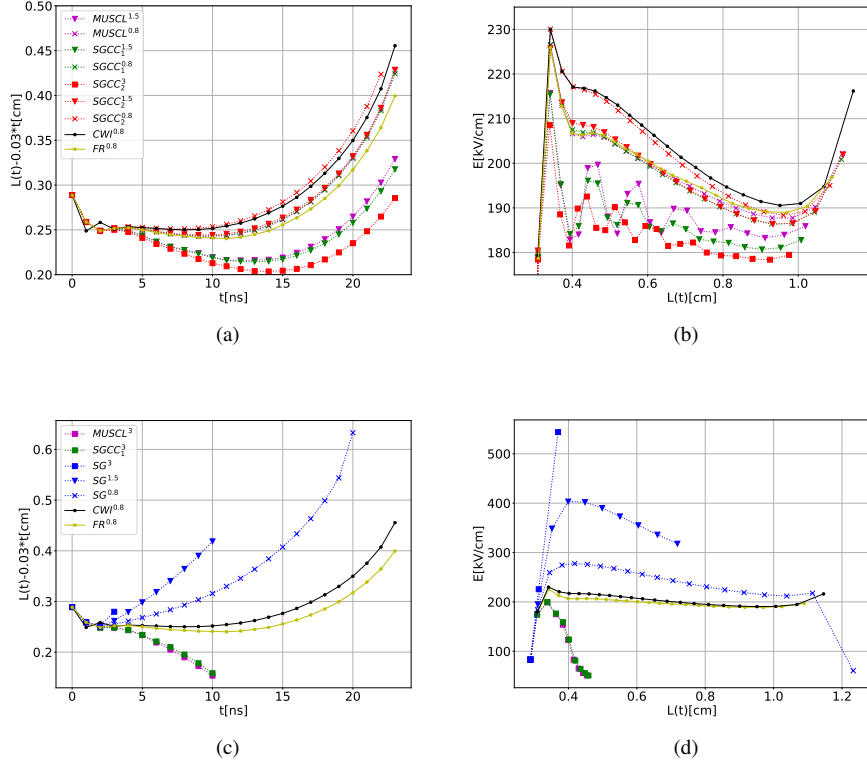 0.50
0.45
0.40
0.35
0.30
0.25
0.20
L(t)-0.03*t[cm]
MUSCL^1.5
MUSCL^0.8
SGCC_1^1.5
SGCC_1^0.8
SGCC_2^3
SGCC_2^1.5
SGCC_2^0.8
CWI^0.8
FR^0.8
0 5 10 15 20
t[ns]
(a)
230
220
210
200
190
180
E[kV/cm]
0.4 0.6 0.8 1.0
L(t)[cm]
(b)
0.6
0.5
0.4
0.3
0.2
L(t)-0.03*t[cm]
MUSCL^3
SGCC_1^3
SG^3
SG^1.5
SG^0.8
CWI^0.8
FR^0.8
0 5 10 15 20
t[ns]
(c)
500
400
300
200
100
E[kV/cm]
0.4 0.6 0.8 1.0 1.2
L(t)[cm]
(d)